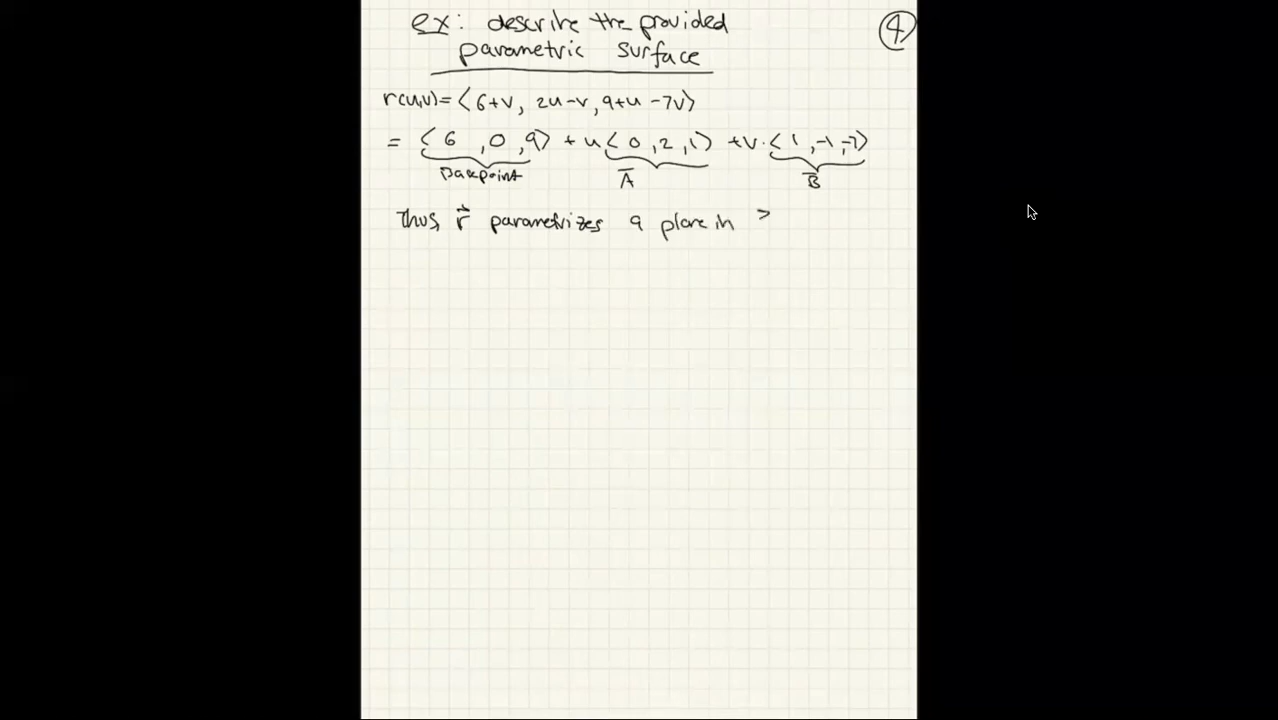 ex: describe the provided ④
parametric surface
r(u,v)= ⟨6+v, 2u-v, 9+u-7v⟩
= ⟨6, 0, 9⟩ + u⟨0, 2, 1⟩ +v·⟨1, -1, -7⟩
Basepoint A̅ B̅
Thus, r⃗ parametrizes a plane in >